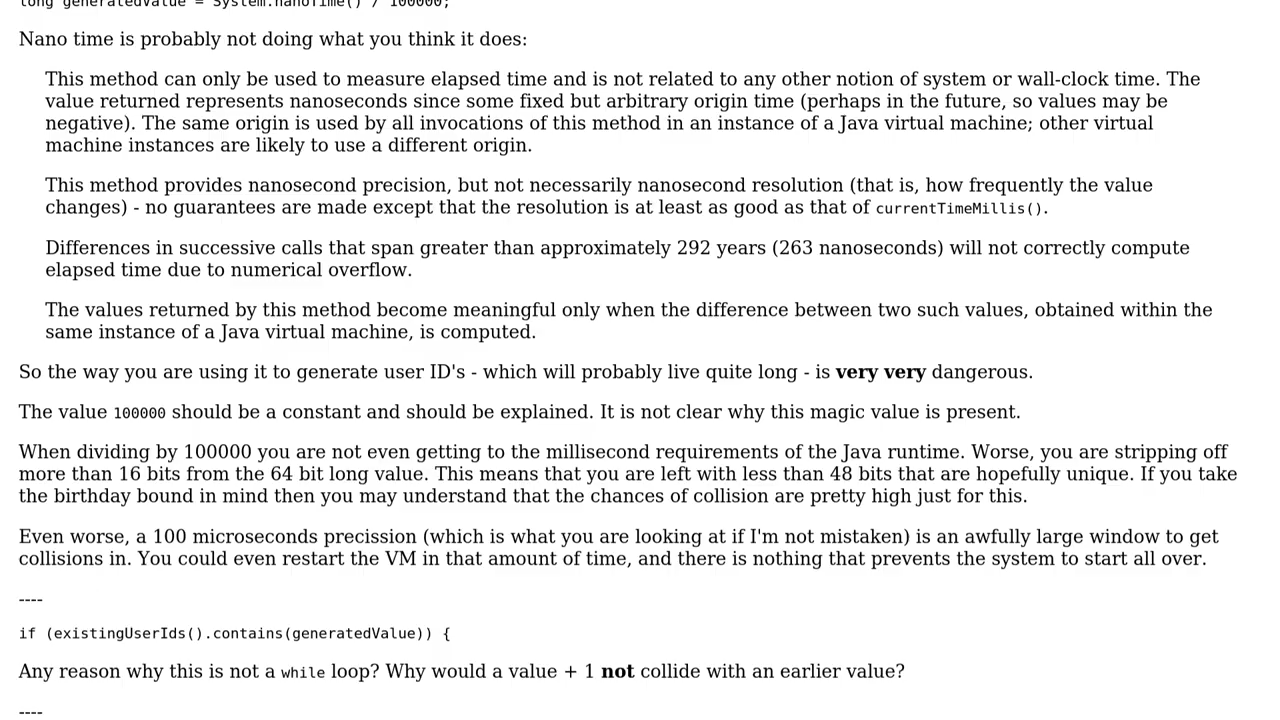 long generatedValue = System.nanoTime() / 100000;
Nano time is probably not doing what you think it does:
This method can only be used to measure elapsed time and is not related to any other notion of system or wall-clock time. The
value returned represents nanoseconds since some fixed but arbitrary origin time (perhaps in the future, so values may be
negative). The same origin is used by all invocations of this method in an instance of a Java virtual machine; other virtual
machine instances are likely to use a different origin.
This method provides nanosecond precision, but not necessarily nanosecond resolution (that is, how frequently the value
changes) - no guarantees are made except that the resolution is at least as good as that of currentTimeMillis().
Differences in successive calls that span greater than approximately 292 years (263 nanoseconds) will not correctly compute
elapsed time due to numerical overflow.
The values returned by this method become meaningful only when the difference between two such values, obtained within the
same instance of a Java virtual machine, is computed.
So the way you are using it to generate user ID's - which will probably live quite long - is very very dangerous.
The value 100000 should be a constant and should be explained. It is not clear why this magic value is present.
When dividing by 100000 you are not even getting to the millisecond requirements of the Java runtime. Worse, you are stripping off
more than 16 bits from the 64 bit long value. This means that you are left with less than 48 bits that are hopefully unique. If you take
the birthday bound in mind then you may understand that the chances of collision are pretty high just for this.
Even worse, a 100 microseconds precission (which is what you are looking at if I'm not mistaken) is an awfully large window to get
collisions in. You could even restart the VM in that amount of time, and there is nothing that prevents the system to start all over.
----
if (existingUserIds().contains(generatedValue)) {
Any reason why this is not a while loop? Why would a value + 1 not collide with an earlier value?
----